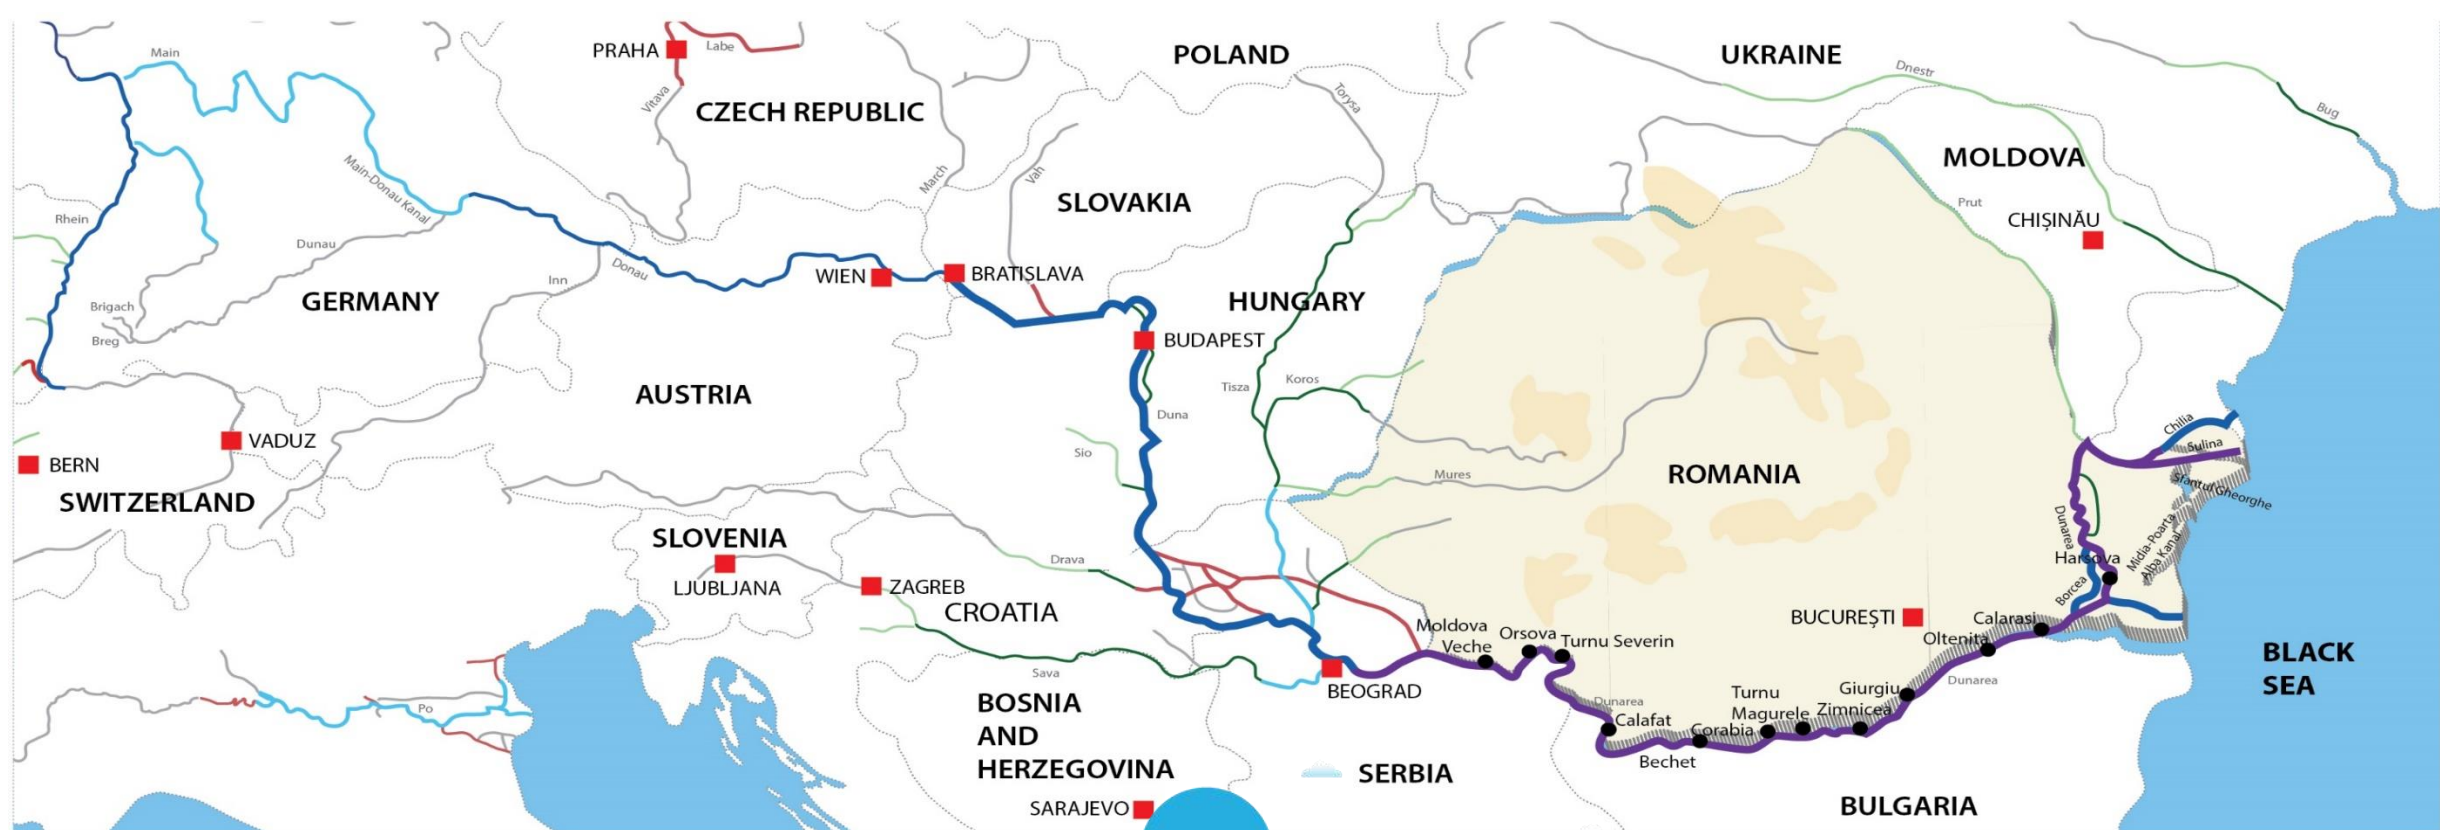 Main
PRAHA
Labe
POLAND
UKRAINE
Dnestr
Bug
Vltava
CZECH REPUBLIC
Torysa
MOLDOVA
Main-Donau Kanal
March
Vah
SLOVAKIA
Prut
CHIȘINĂU
Rhein
Dunau
Donau
Inn
WIEN
BRATISLAVA
HUNGARY
Brigach
Breg
GERMANY
BUDAPEST
AUSTRIA
Tisza
Koros
Duna
VADUZ
BERN
SWITZERLAND
Sio
Mures
ROMANIA
Chilia
Sulina
Sfantul Gheorghe
Dunarea
Midia-Poarta
Alba Kanal
SLOVENIA
LJUBLJANA
ZAGREB
CROATIA
Drava
Harsova
Borcea
Moldova
Veche
Orsova
Turnu Severin
BUCUREȘTI
Calarasi
Oltenita
BLACK
SEA
Sava
BEOGRAD
Dunarea
Dunarea
Po
BOSNIA
AND
HERZEGOVINA
Calafat
Bechet
Corabia
Turnu
Magurele
Zimnicea
Giurgiu
SERBIA
SARAJEVO
BULGARIA